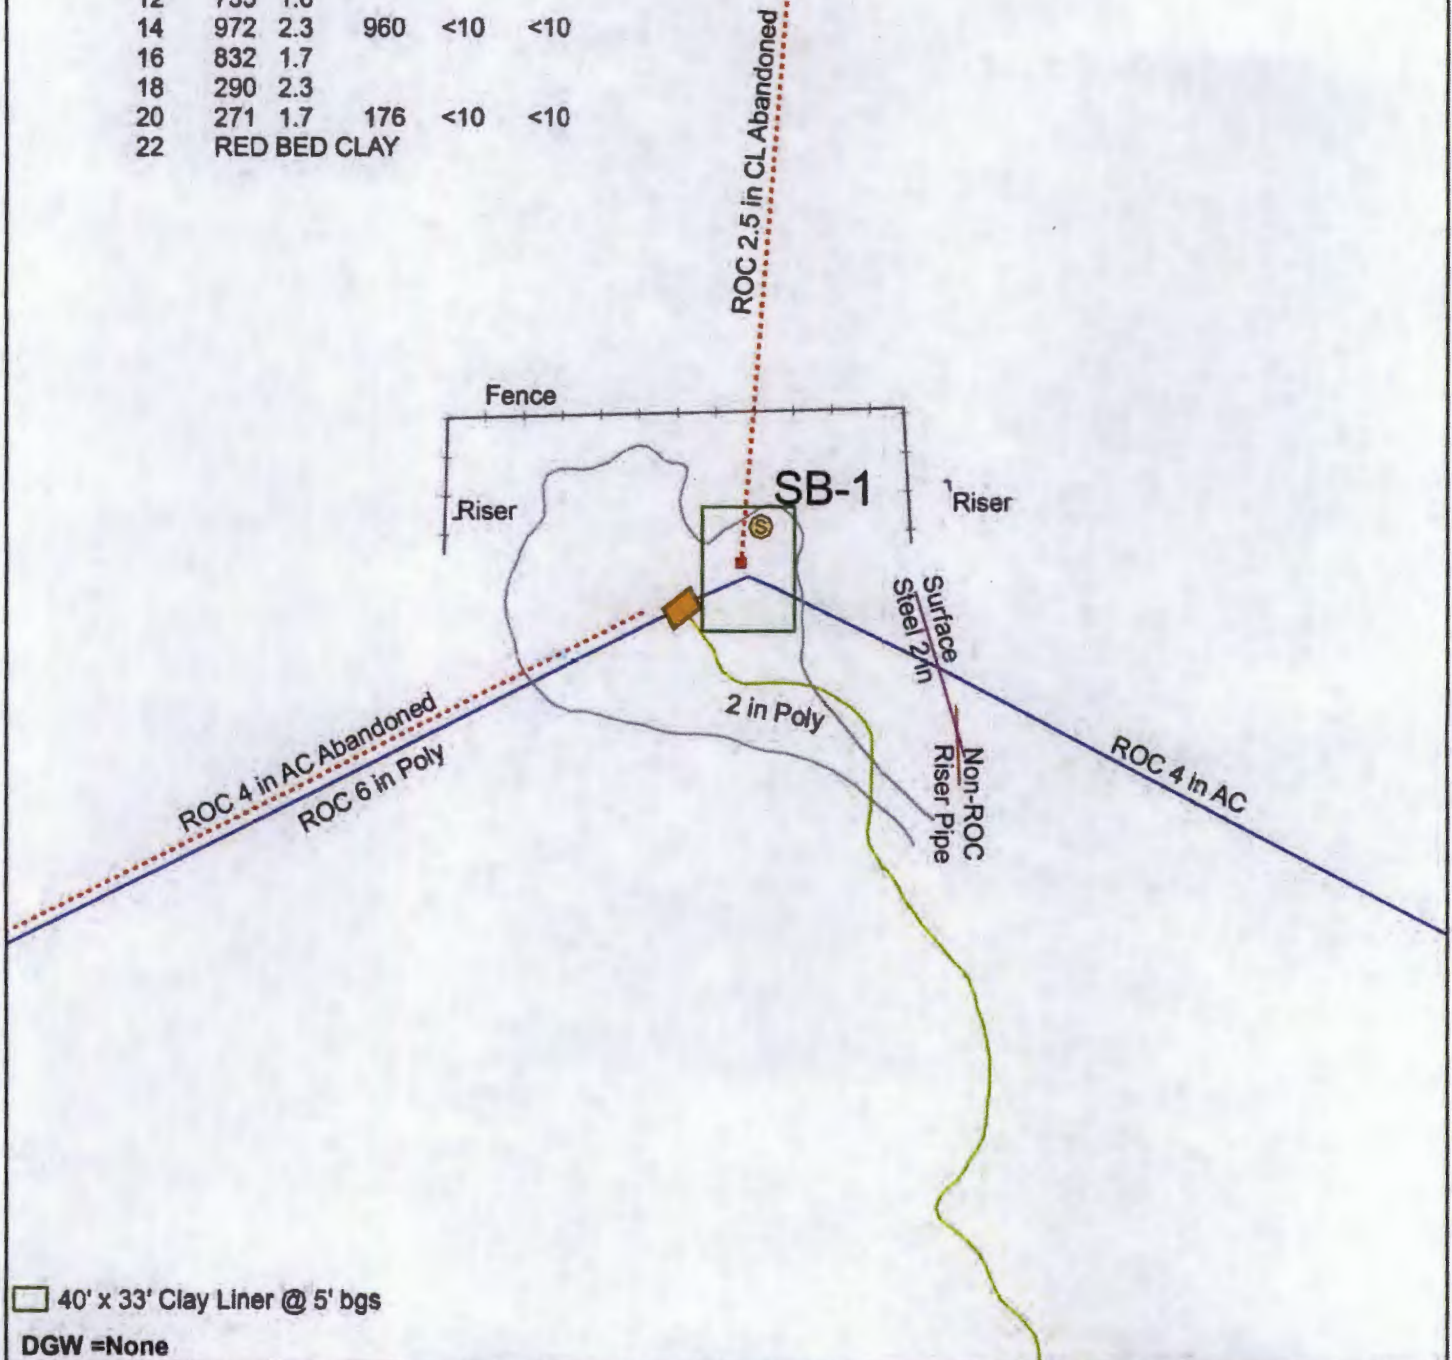 14 972 2.3 960 <10 <10
16 832 1.7
18 290 2.3
20 271 1.7 176 <10 <10
22 RED BED CLAY
ROC 2.5 in CL Abandoned
Fence
SB-1
Riser
Riser
S
Surface
Steel 2 in
2 in Poly
ROC 4 in AC Abandoned
ROC 6 in Poly
Non-ROC
Riser Pipe
ROC 4 in AC
40' x 33' Clay Liner @ 5' bgs
DGW =None